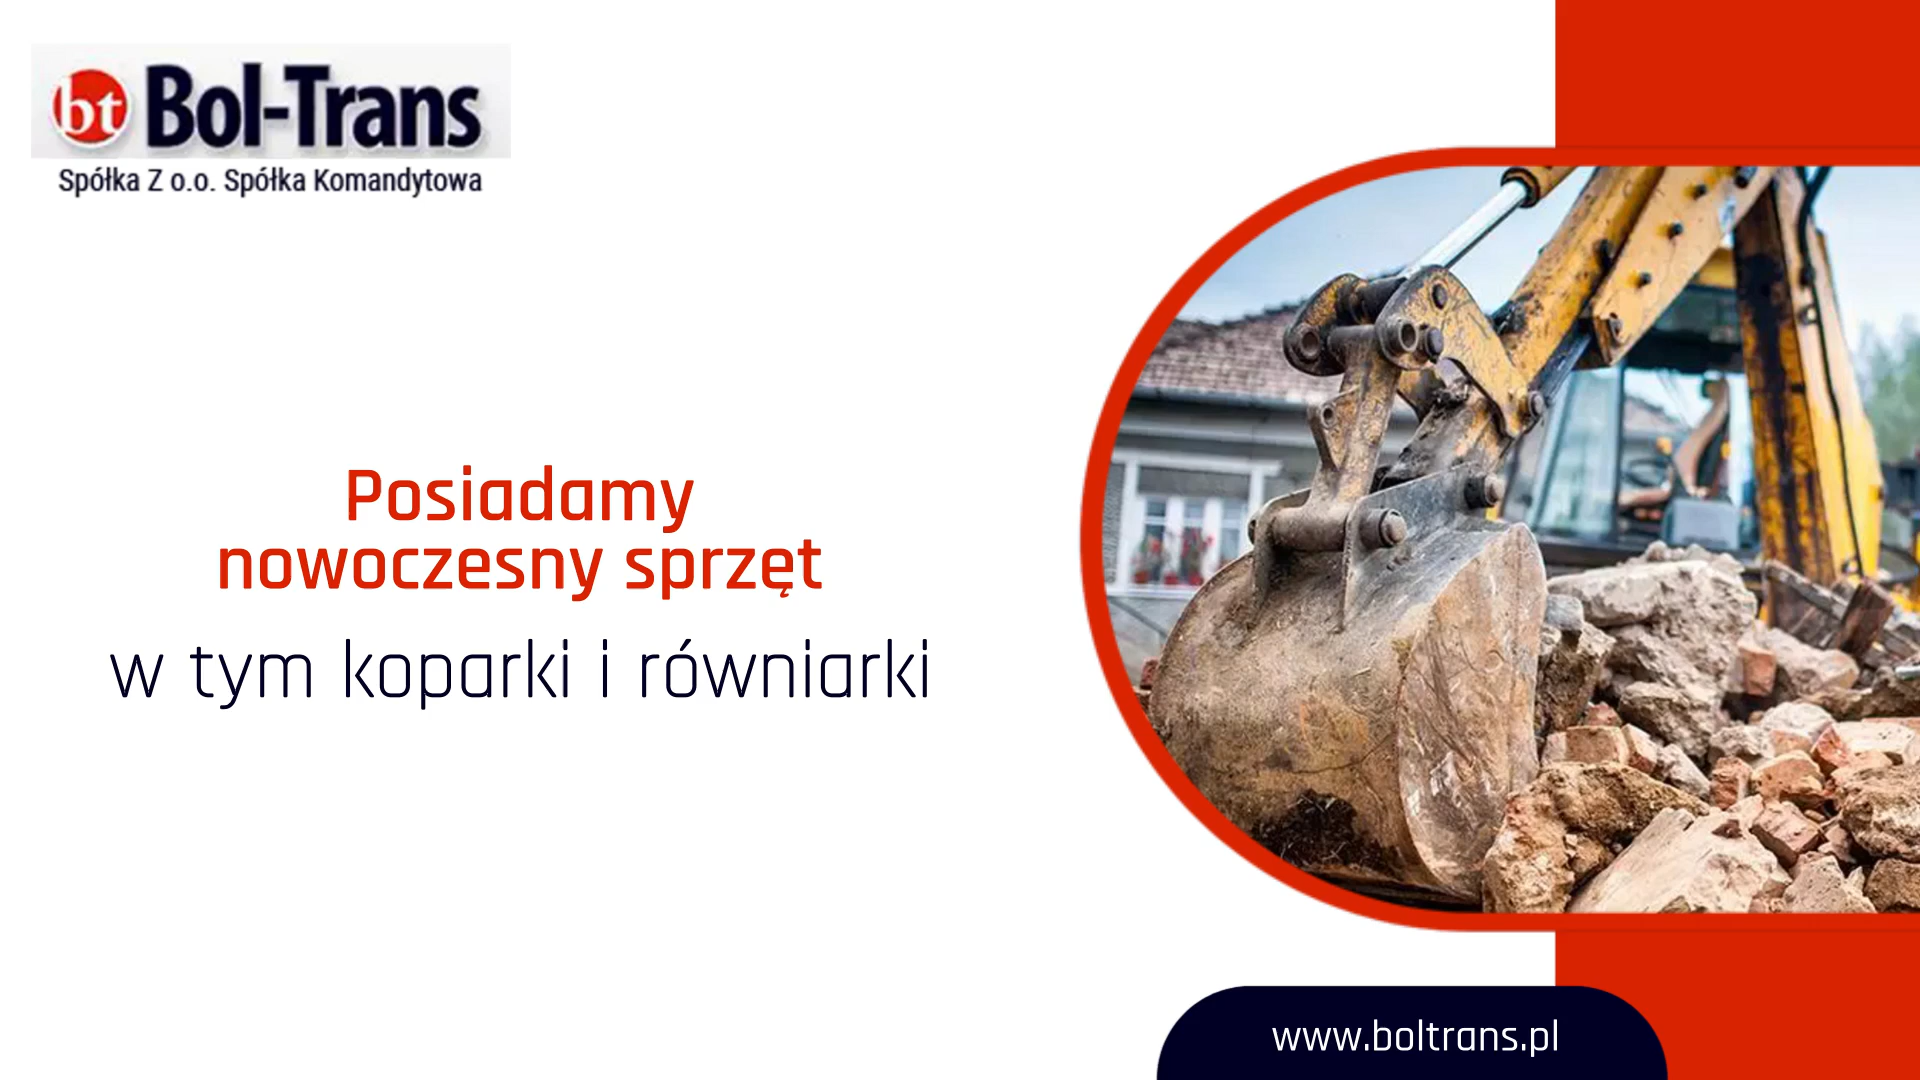 bt Bol-Trans
Spółka Z o.o. Spółka Komandytowa
Posiadamy
nowoczesny sprzęt
w tym koparki i równiarki
www.boltrans.pl